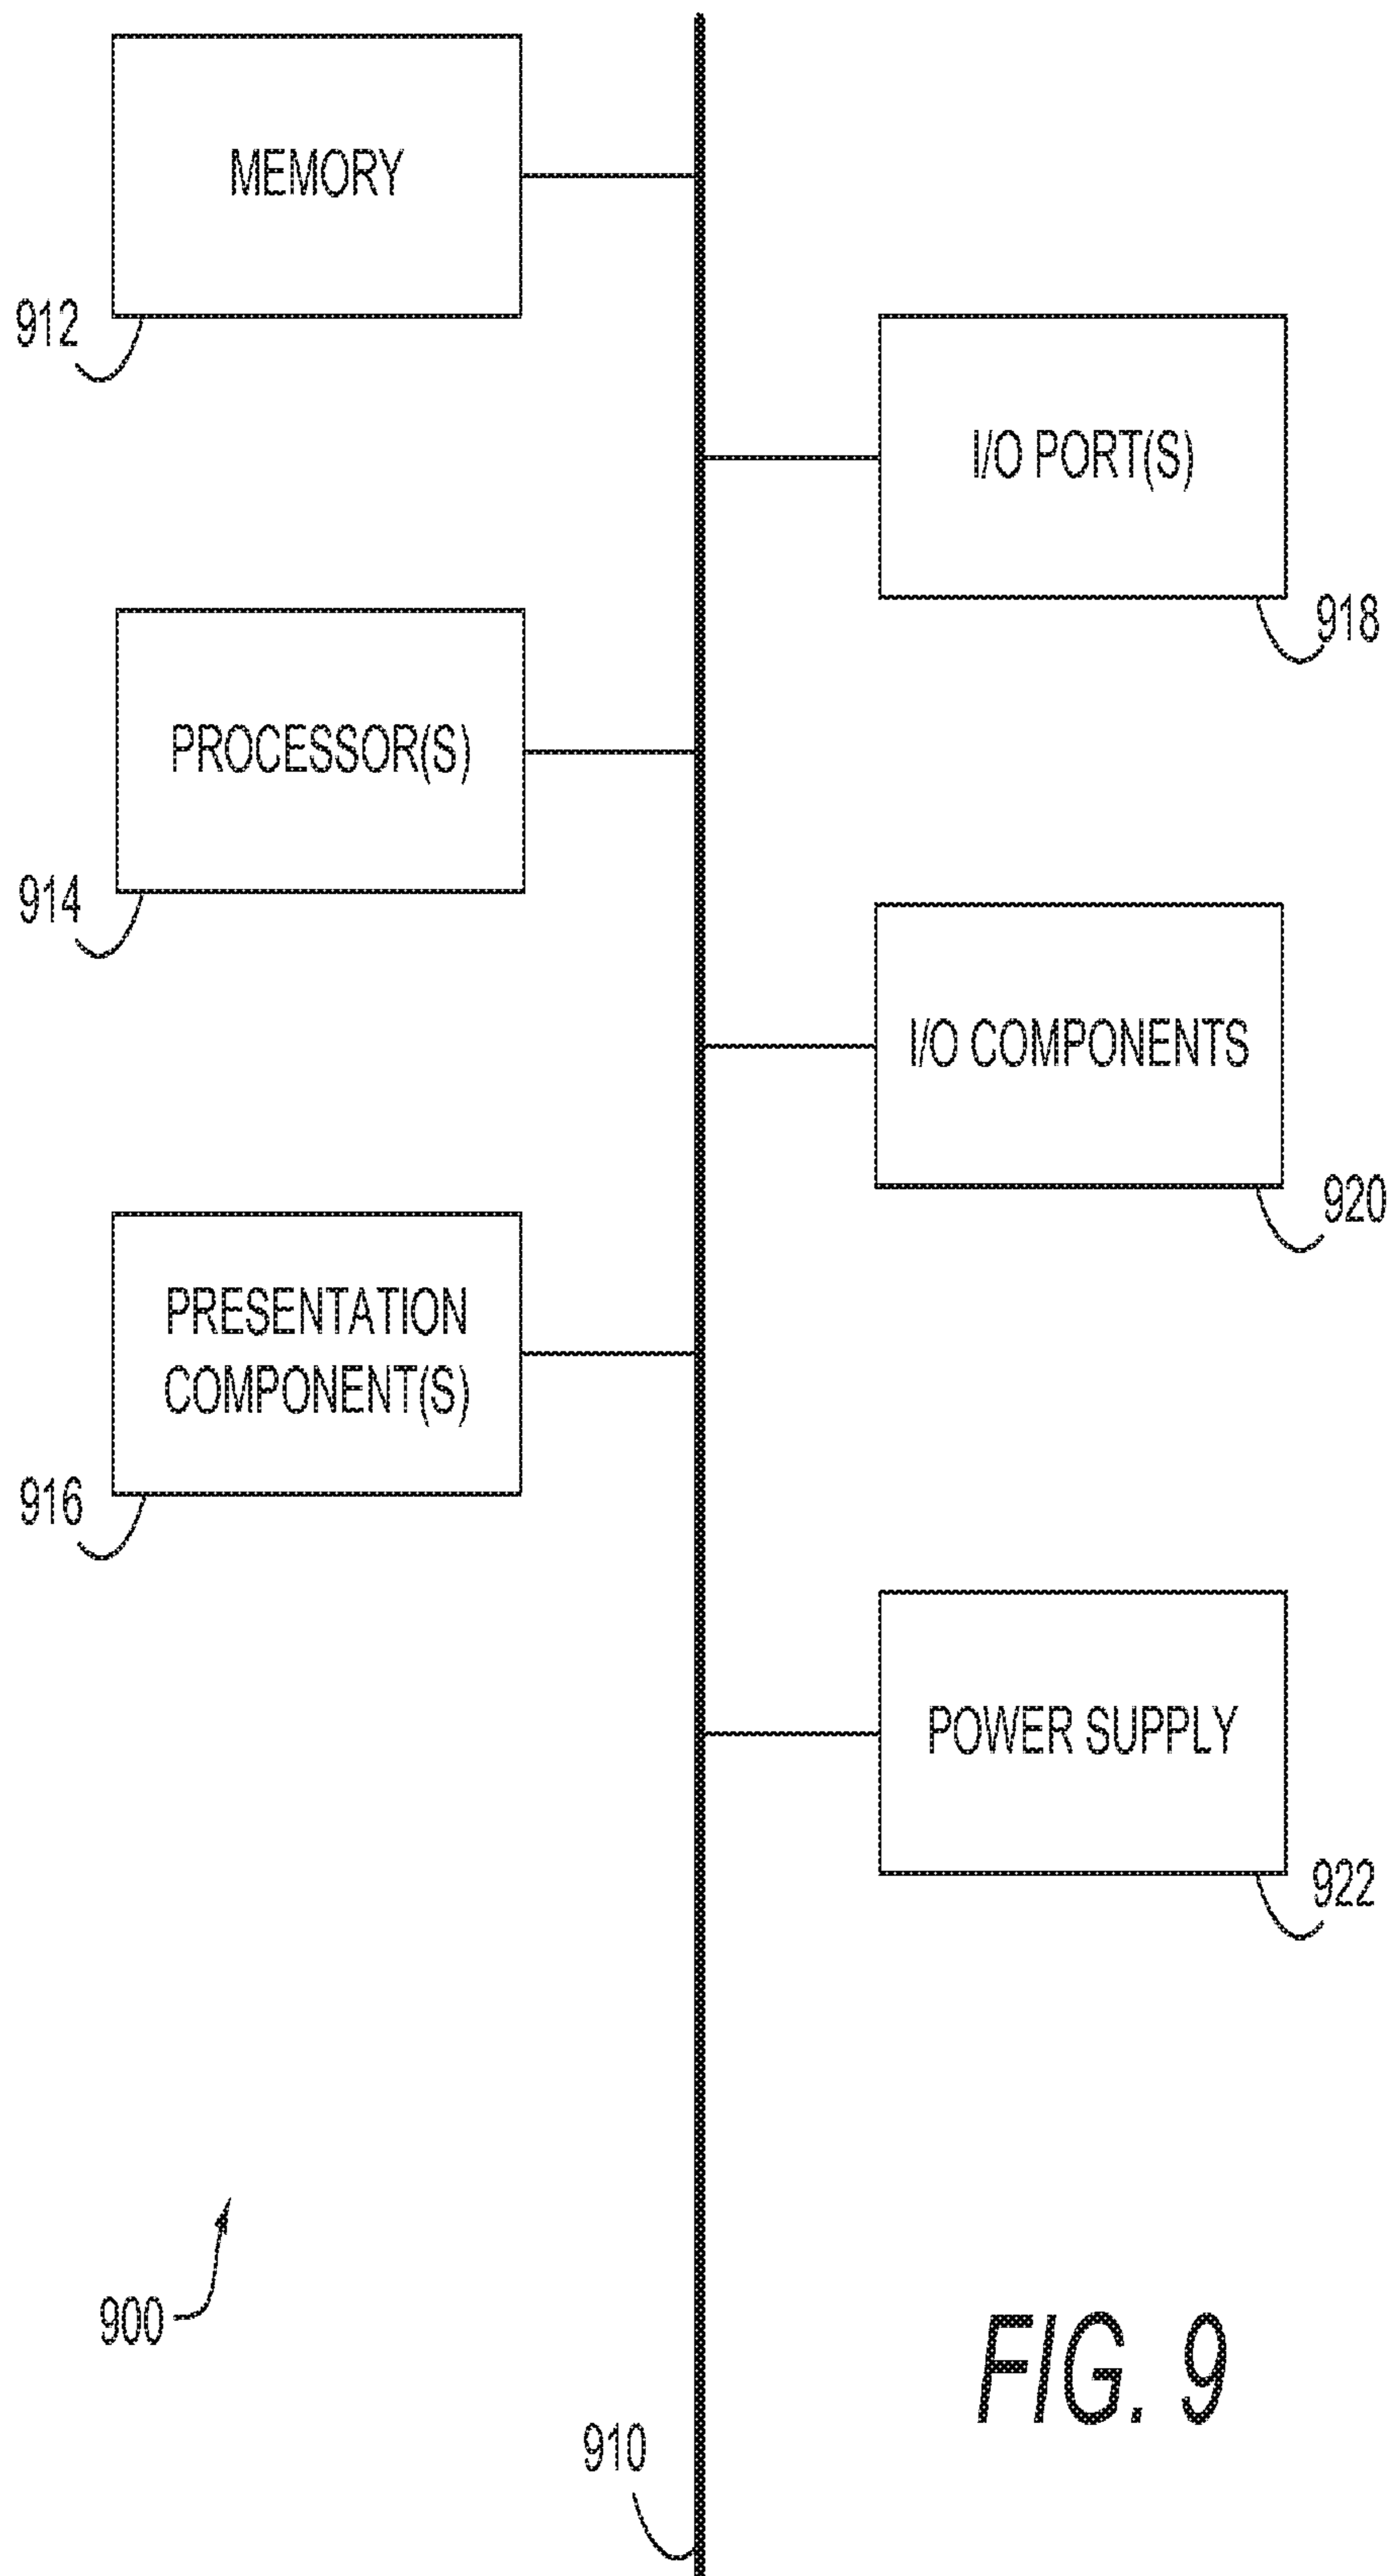 MEMORY
912
I/O PORT(S)
918
PROCESSOR(S)
914
I/O COMPONENTS
920
PRESENTATION
COMPONENT(S)
916
POWER SUPPLY
922
900
FIG. 9
910